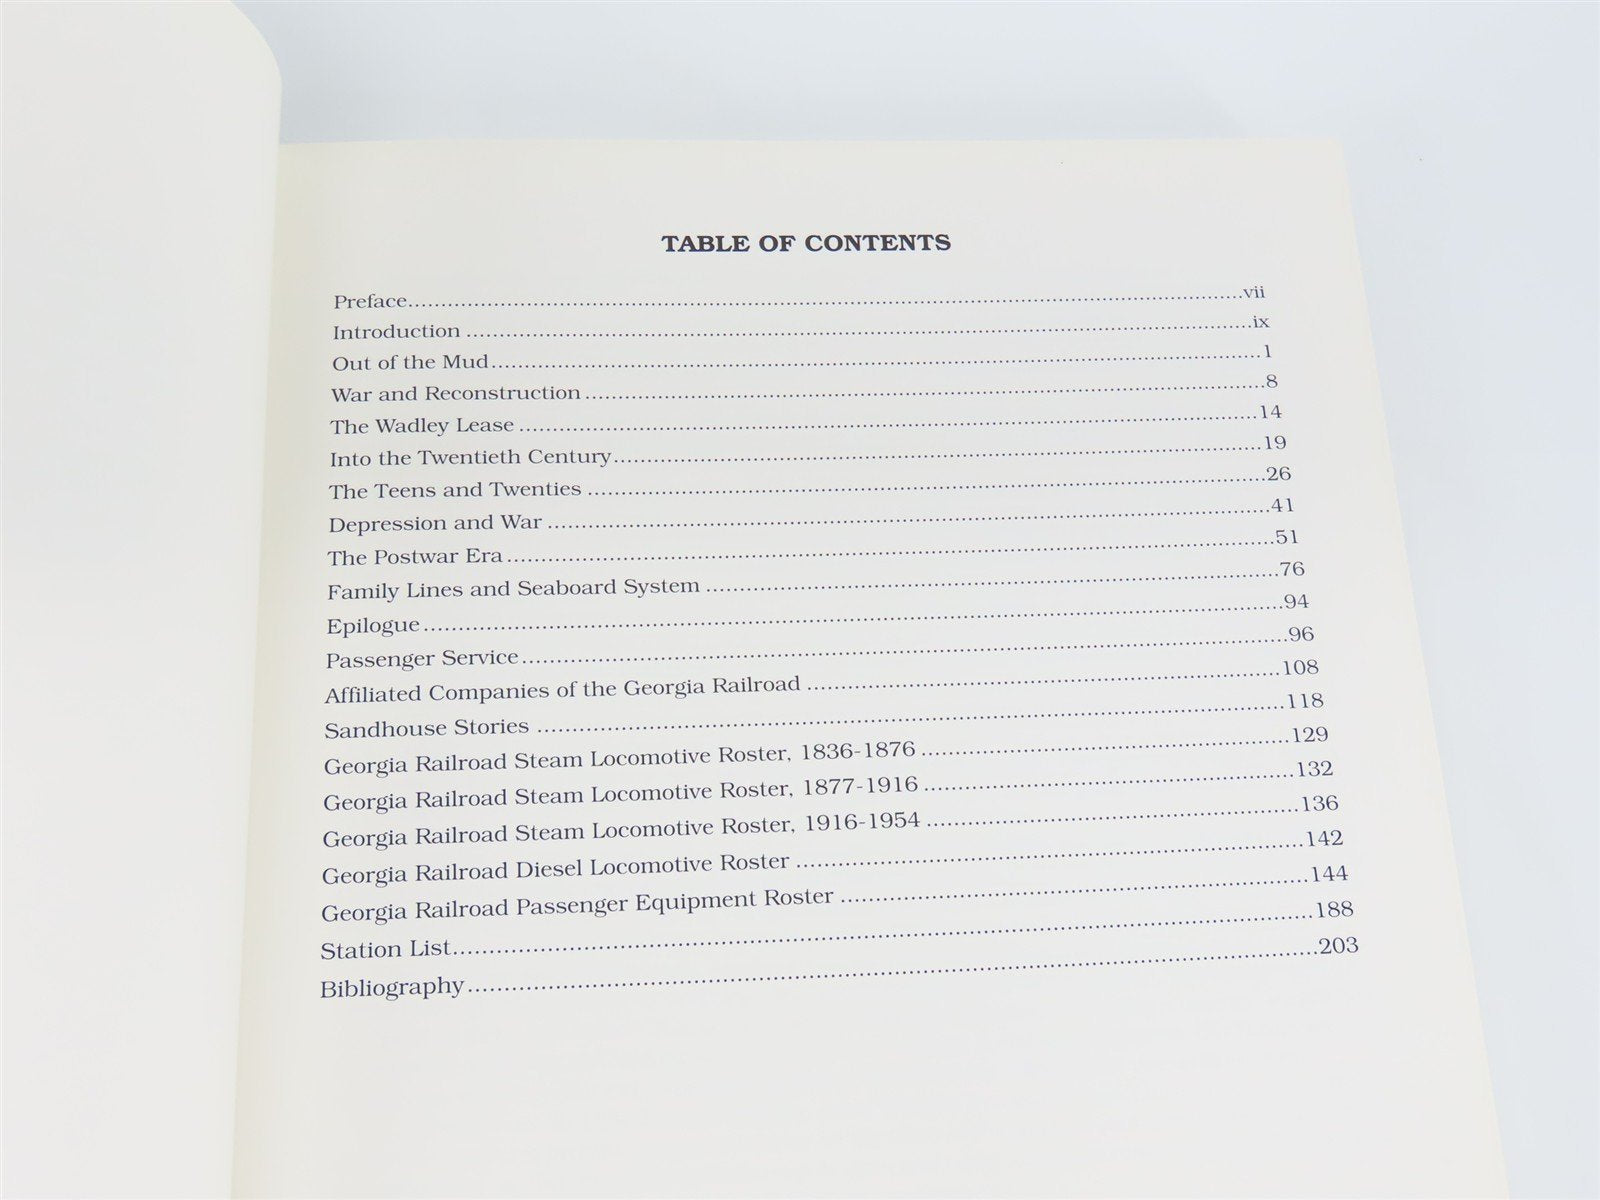 TABLE OF CONTENTS
Preface..........vii
Introduction ..........ix
Out of the Mud..........1
War and Reconstruction ..........8
The Wadley Lease ..........14
Into the Twentieth Century..........19
The Teens and Twenties ..........26
Depression and War ..........41
The Postwar Era ..........51
Family Lines and Seaboard System ..........76
Epilogue ..........94
Passenger Service..........96
Affiliated Companies of the Georgia Railroad ..........108
Sandhouse Stories ..........118
Georgia Railroad Steam Locomotive Roster, 1836-1876 ..........129
Georgia Railroad Steam Locomotive Roster, 1877-1916 ..........132
Georgia Railroad Steam Locomotive Roster, 1916-1954 ..........136
Georgia Railroad Diesel Locomotive Roster ..........142
Georgia Railroad Passenger Equipment Roster ..........144
Station List..........188
Bibliography..........203